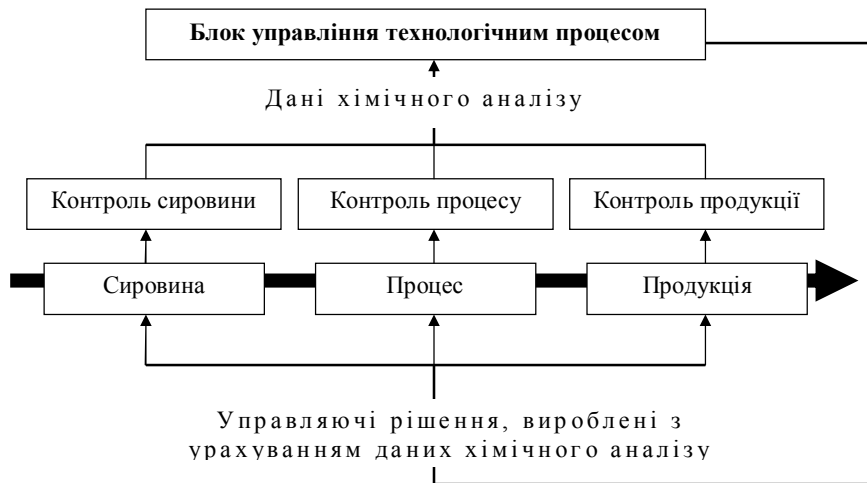 Блок управління технологічним процесом
Дані хімічного аналізу
Контроль сировини
Контроль процесу
Контроль продукції
Сировина
Процес
Продукція
Управляючі рішення, вироблені з
урахуванням даних хімічного аналізу